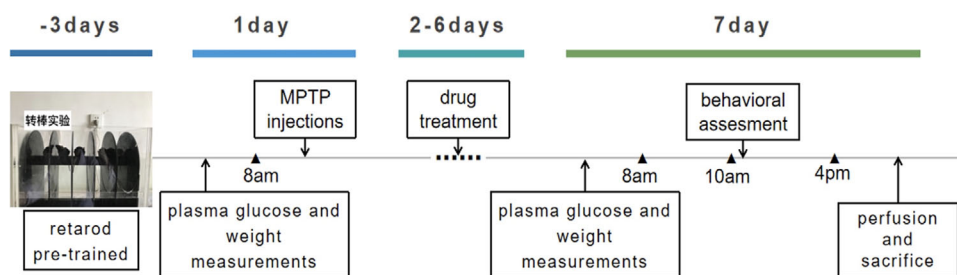 -3days
1day
2-6days
7day
MPTP
injections
drug
treatment
behavioral
assesment
转棒实验
8am
8am
10am
4pm
retarod
pre-trained
plasma glucose and
weight
measurements
plasma glucose and
weight
measurements
perfusion
and
sacrifice